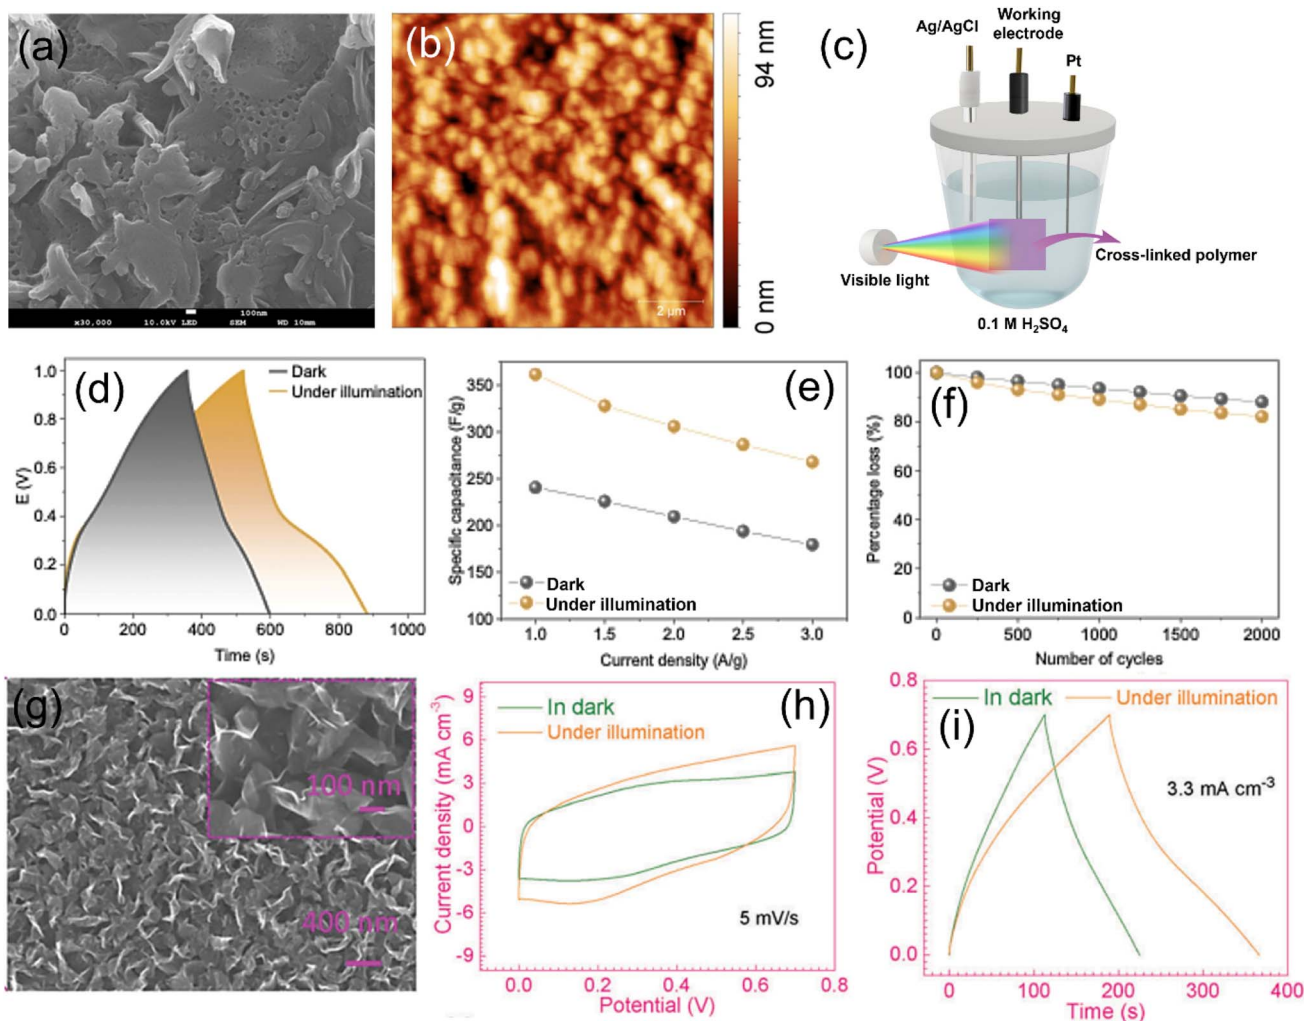 (a)
x30,000 10.0kV LED SEM WD 10mm
100nm
(b)
2 μm
94 nm
0 nm
(c)
Ag/AgCl
Working
electrode
Pt
Visible light
Cross-linked polymer
0.1 M H₂SO₄
(d)
Dark
Under illumination
E (V)
1.0
0.8
0.6
0.4
0.2
0.0
0 200 400 600 800 1000
Time (s)
(e)
Specific capacitance (F/g)
350
300
250
200
150
100
Dark
Under illumination
1.0 1.5 2.0 2.5 3.0
Current density (A/g)
(f)
Percentage loss (%)
100
80
60
40
20
0
Dark
Under illumination
0 500 1000 1500 2000
Number of cycles
(g)
100 nm
400 nm
(h)
In dark
Under illumination
Current density (mA cm⁻³)
9
6
3
0
-3
-6
-9
5 mV/s
0.0 0.2 0.4 0.6 0.8
Potential (V)
(i)
In dark
Under illumination
Potential (V)
0.8
0.6
0.4
0.2
0.0
3.3 mA cm⁻³
0 100 200 300 400
Time (s)